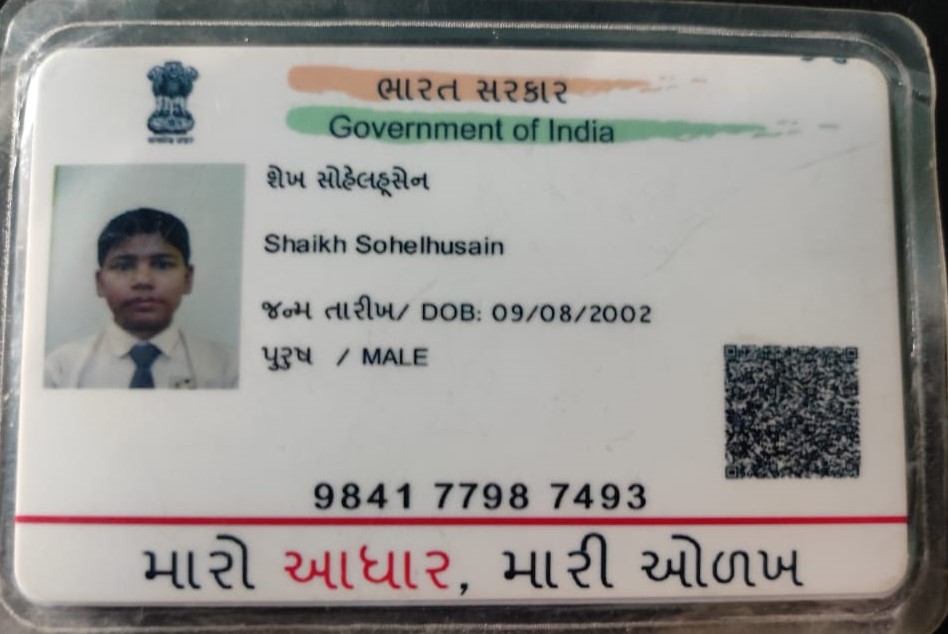 ભારત સરકાર
Government of India
શેખ સોહેલહૂસેન
Shaikh Sohelhusain
જન્મ તારીખ/ DOB: 09/08/2002
પુરુષ / MALE
9841 7798 7493
મારો આધાર, મારી ઓળખ